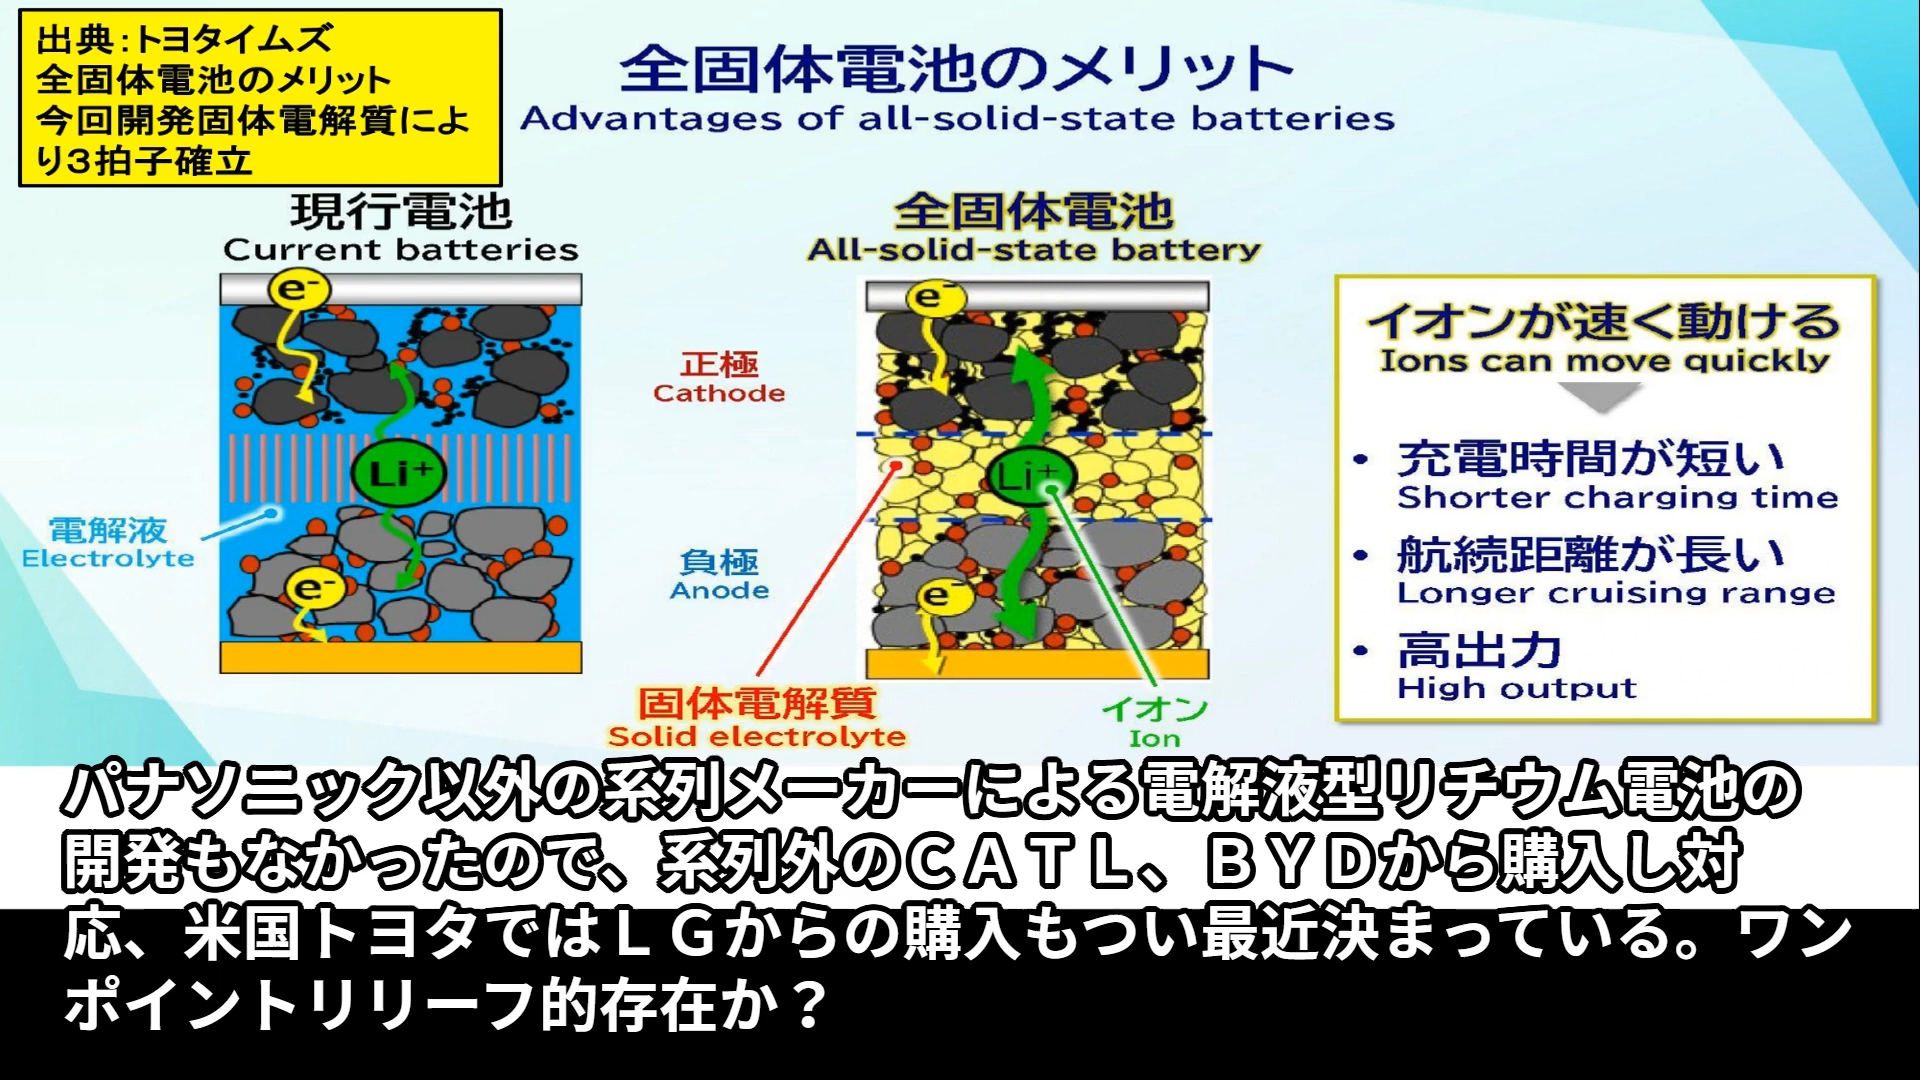 出典：トヨタイムズ
全固体電池のメリット
今回開発固体電解質によ
り３拍子確立
全固体電池のメリット
Advantages of all-solid-state batteries
現行電池
Current batteries
全固体電池
All-solid-state battery
e-
e-
正極
Cathode
Li+
Li+
電解液
Electrolyte
負極
Anode
e-
e-
固体電解質
Solid electrolyte
イオン
Ion
イオンが速く動ける
Ions can move quickly
• 充電時間が短い
Shorter charging time
• 航続距離が長い
Longer cruising range
• 高出力
High output
パナソニック以外の系列メーカーによる電解液型リチウム電池の
開発もなかったので、系列外のＣＡＴＬ、ＢＹＤから購入し対
応、米国トヨタではＬＧからの購入もつい最近決まっている。ワン
ポイントリリーフ的存在か？